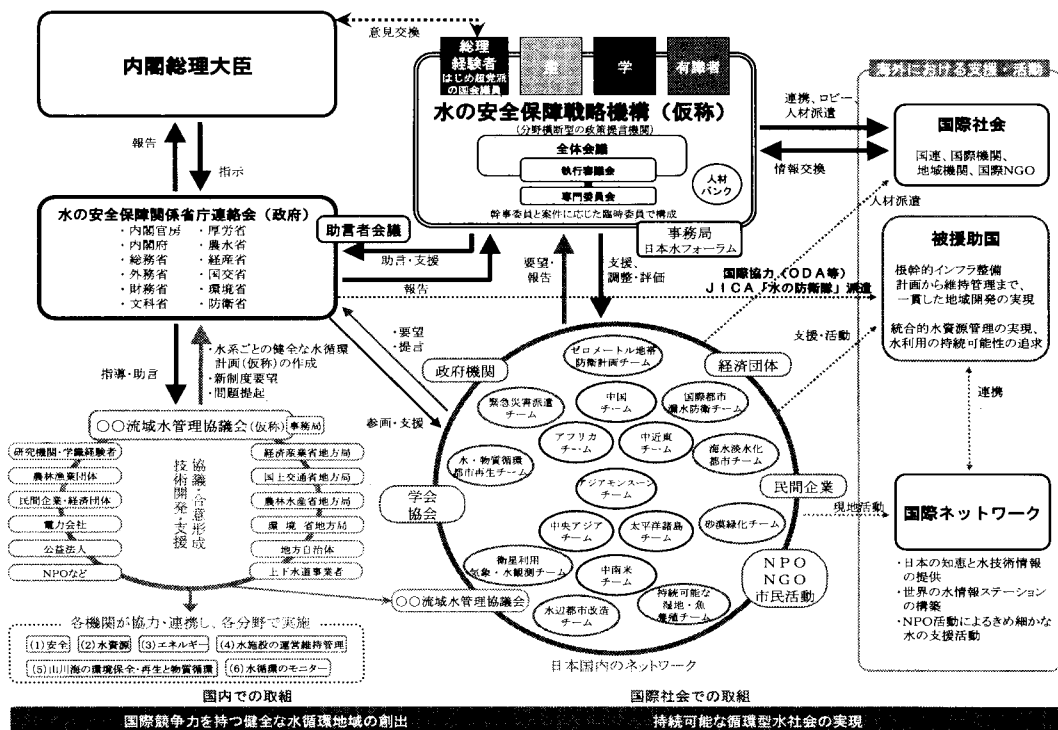 内閣総理大臣
意見交換
総理
経験者
はじめ超党派
の国会議員
産
学
有識者
水の安全保障戦略機構（仮称）
（分野横断型の政策提言機関）
全体会議
執行審議会
専門委員会
人材
バンク
幹事委員と案件に応じた臨時委員で構成
事務局
日本水フォーラム
海外における支援・活動
連携、ロビー、
人材派遣
情報交換
国際社会
国連、国際機関、
地域機関、国際NGO
人材派遣
報告
指示
水の安全保障関係省庁連絡会（政府）
・内閣官房
・内閣府
・総務省
・外務省
・財務省
・文科省
・厚労省
・農水省
・経産省
・国交省
・環境省
・防衛省
助言者会議
助言・支援
報告
要望・
報告
支援、
調整・評価
国際協力（ODA等）
JICA「水の防衛隊」派遣
被援助国
根幹的インフラ整備
計画から維持管理まで、
一貫した地域開発の実現
統合的水資源管理の実現、
水利用の持続可能性の追求
支援・活動
連携
指導・助言
・水系ごとの健全な水循環
計画（仮称）の作成
・新制度要望
・問題提起
・要望
・提言
参画・支援
○○流域水管理協議会（仮称）
事務局
研究機関・学識経験者
農林漁業団体
民間企業・経済団体
電力会社
公益法人
NPOなど
協議・合意形成
技術開発・支援
経済産業省地方局
国土交通省地方局
農林水産省地方局
環境省地方局
地方自治体
上下水道事業者
○○流域水管理協議会
各機関が協力・連携し、各分野で実施
(1)安全
(2)水資源
(3)エネルギー
(4)水施設の運営維持管理
(5)山川海の環境保全・再生と物質循環
(6)水循環のモニター
政府機関
経済団体
学会
協会
民間企業
NPO
NGO
市民活動
ゼロメートル地帯
防衛計画チーム
緊急災害派遣
チーム
中国
チーム
国際都市
漏水防衛チーム
アフリカ
チーム
中近東
チーム
海水淡水化
都市チーム
水・物質循環
都市再生チーム
アジアモンスーン
チーム
中央アジア
チーム
太平洋諸島
チーム
砂漠緑化チーム
衛星利用
気象・水観測チーム
中南米
チーム
水辺都市改造
チーム
持続可能な
湿地・魚
養殖チーム
日本国内のネットワーク
現地活動
国際ネットワーク
・日本の知恵と水技術情報
の提供
・世界の水情報ステーション
の構築
・NPO活動によるきめ細かな
水の支援活動
国内での取組
国際社会での取組
国際競争力を持つ健全な水循環地域の創出
持続可能な循環型水社会の実現